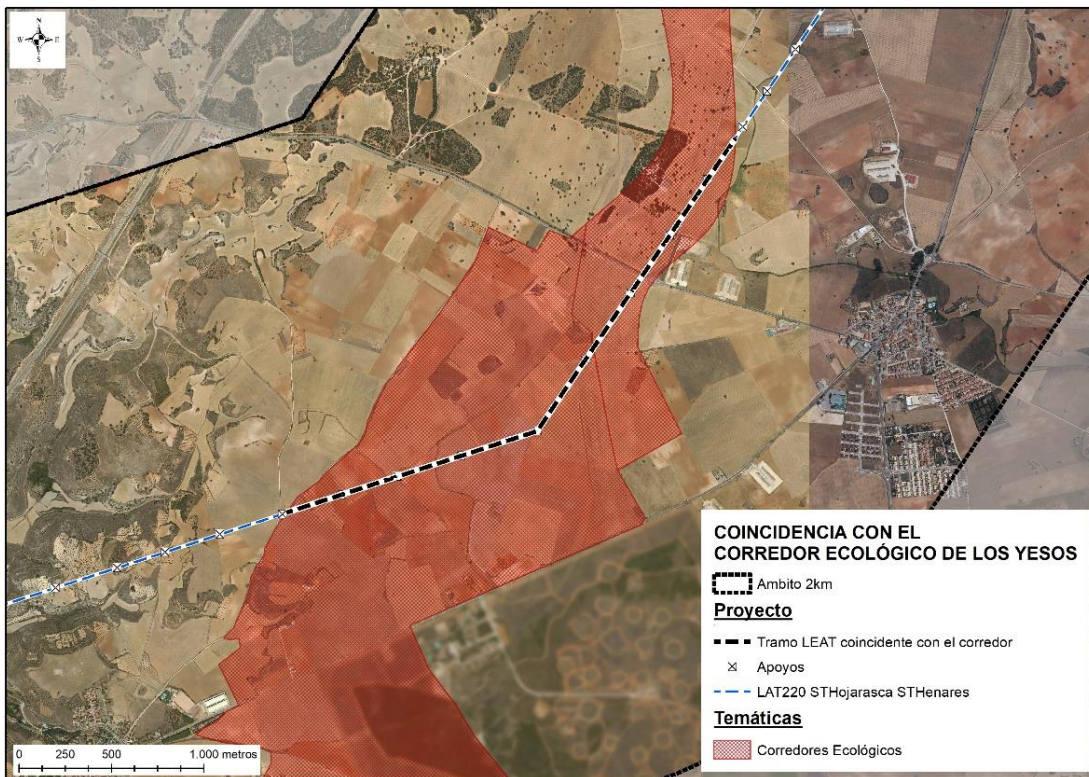 N
W E
S
COINCIDENCIA CON EL
CORREDOR ECOLÓGICO DE LOS YESOS
Ambito 2km
Proyecto
Tramo LEAT coincidente con el corredor
Apoyos
LAT220 STHojarasca STHenares
Temáticas
Corredores Ecológicos
0 250 500 1.000 metros